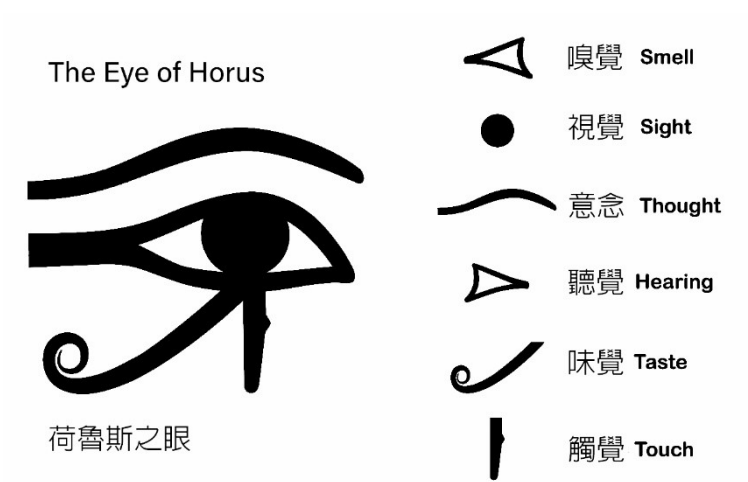 The Eye of Horus
荷魯斯之眼
嗅覺 Smell
視覺 Sight
意念 Thought
聽覺 Hearing
味覺 Taste
觸覺 Touch